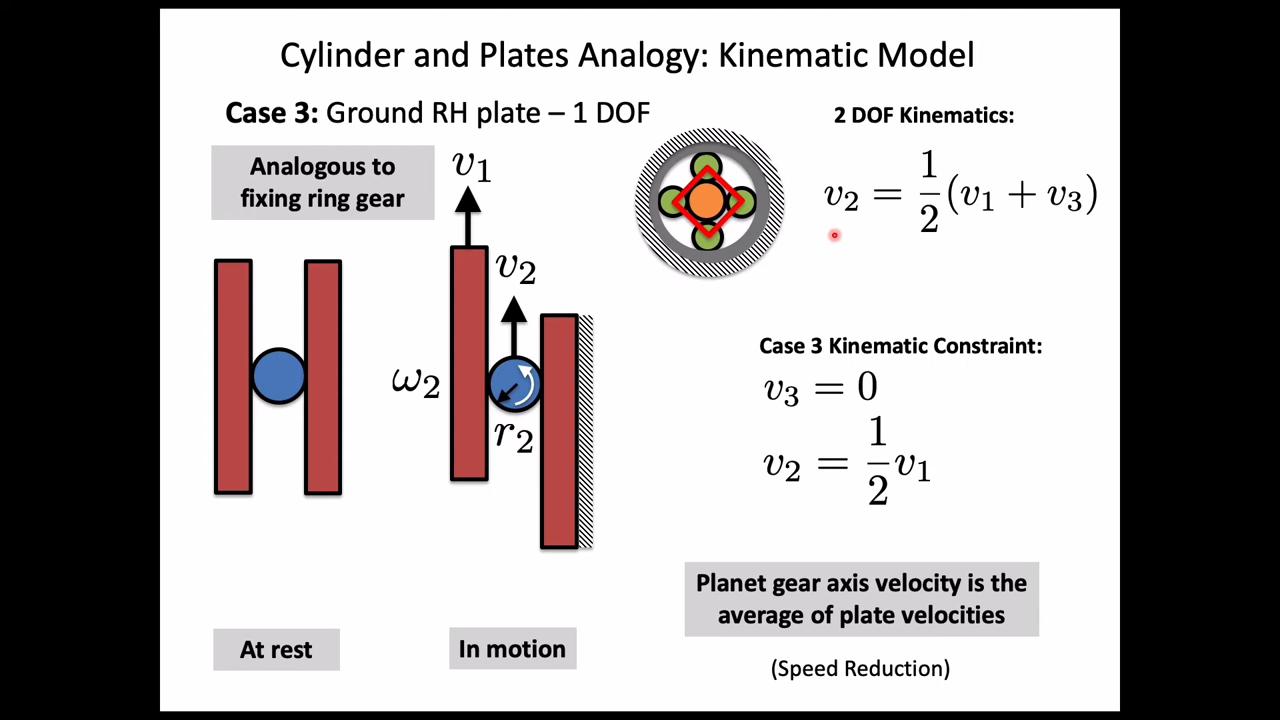 Cylinder and Plates Analogy: Kinematic Model
Case 3: Ground RH plate – 1 DOF
2 DOF Kinematics:
Analogous to
fixing ring gear
v₁
v₂ = 1/2 (v₁ + v₃)
v₂
ω₂
r₂
Case 3 Kinematic Constraint:
v₃ = 0
v₂ = 1/2 v₁
Planet gear axis velocity is the
average of plate velocities
At rest
In motion
(Speed Reduction)